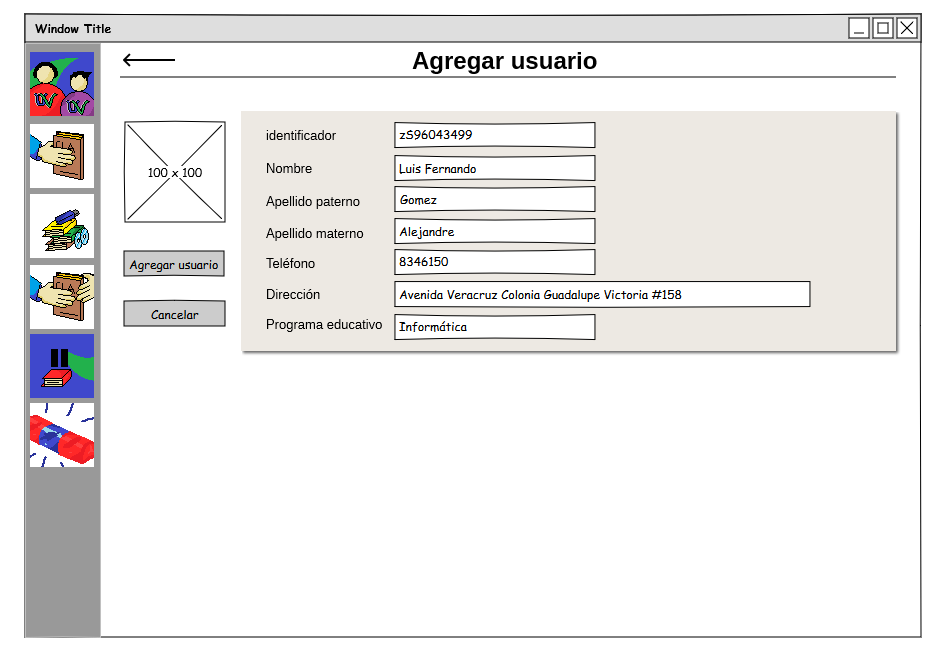 Window Title
Agregar usuario
100 x 100
Agregar usuario
Cancelar
identificador zS96043499
Nombre Luis Fernando
Apellido paterno Gomez
Apellido materno Alejandre
Teléfono 8346150
Dirección Avenida Veracruz Colonia Guadalupe Victoria #158
Programa educativo Informática